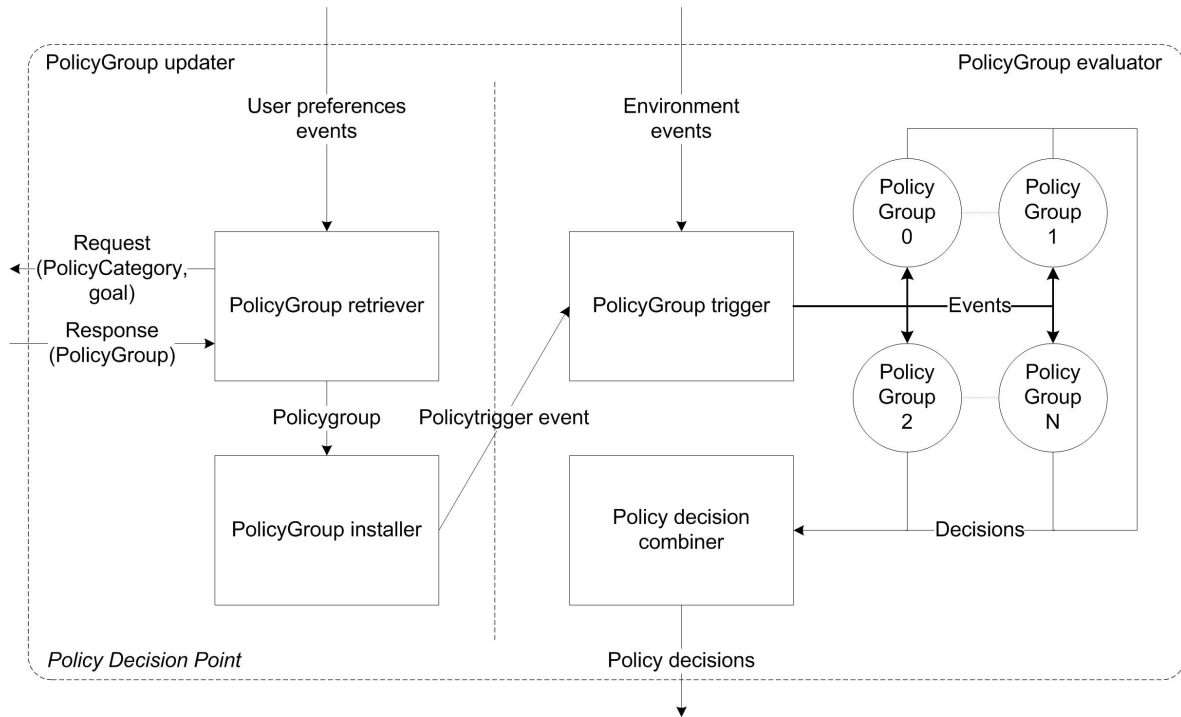 PolicyGroup updater
PolicyGroup evaluator
User preferences
events
Environment
events
Policy
Group
0
Policy
Group
1
Request
(PolicyCategory,
goal)
PolicyGroup retriever
PolicyGroup trigger
Events
Response
(PolicyGroup)
Policy
Group
2
Policy
Group
N
Policygroup
Policytrigger event
PolicyGroup installer
Policy decision
combiner
Decisions
Policy Decision Point
Policy decisions